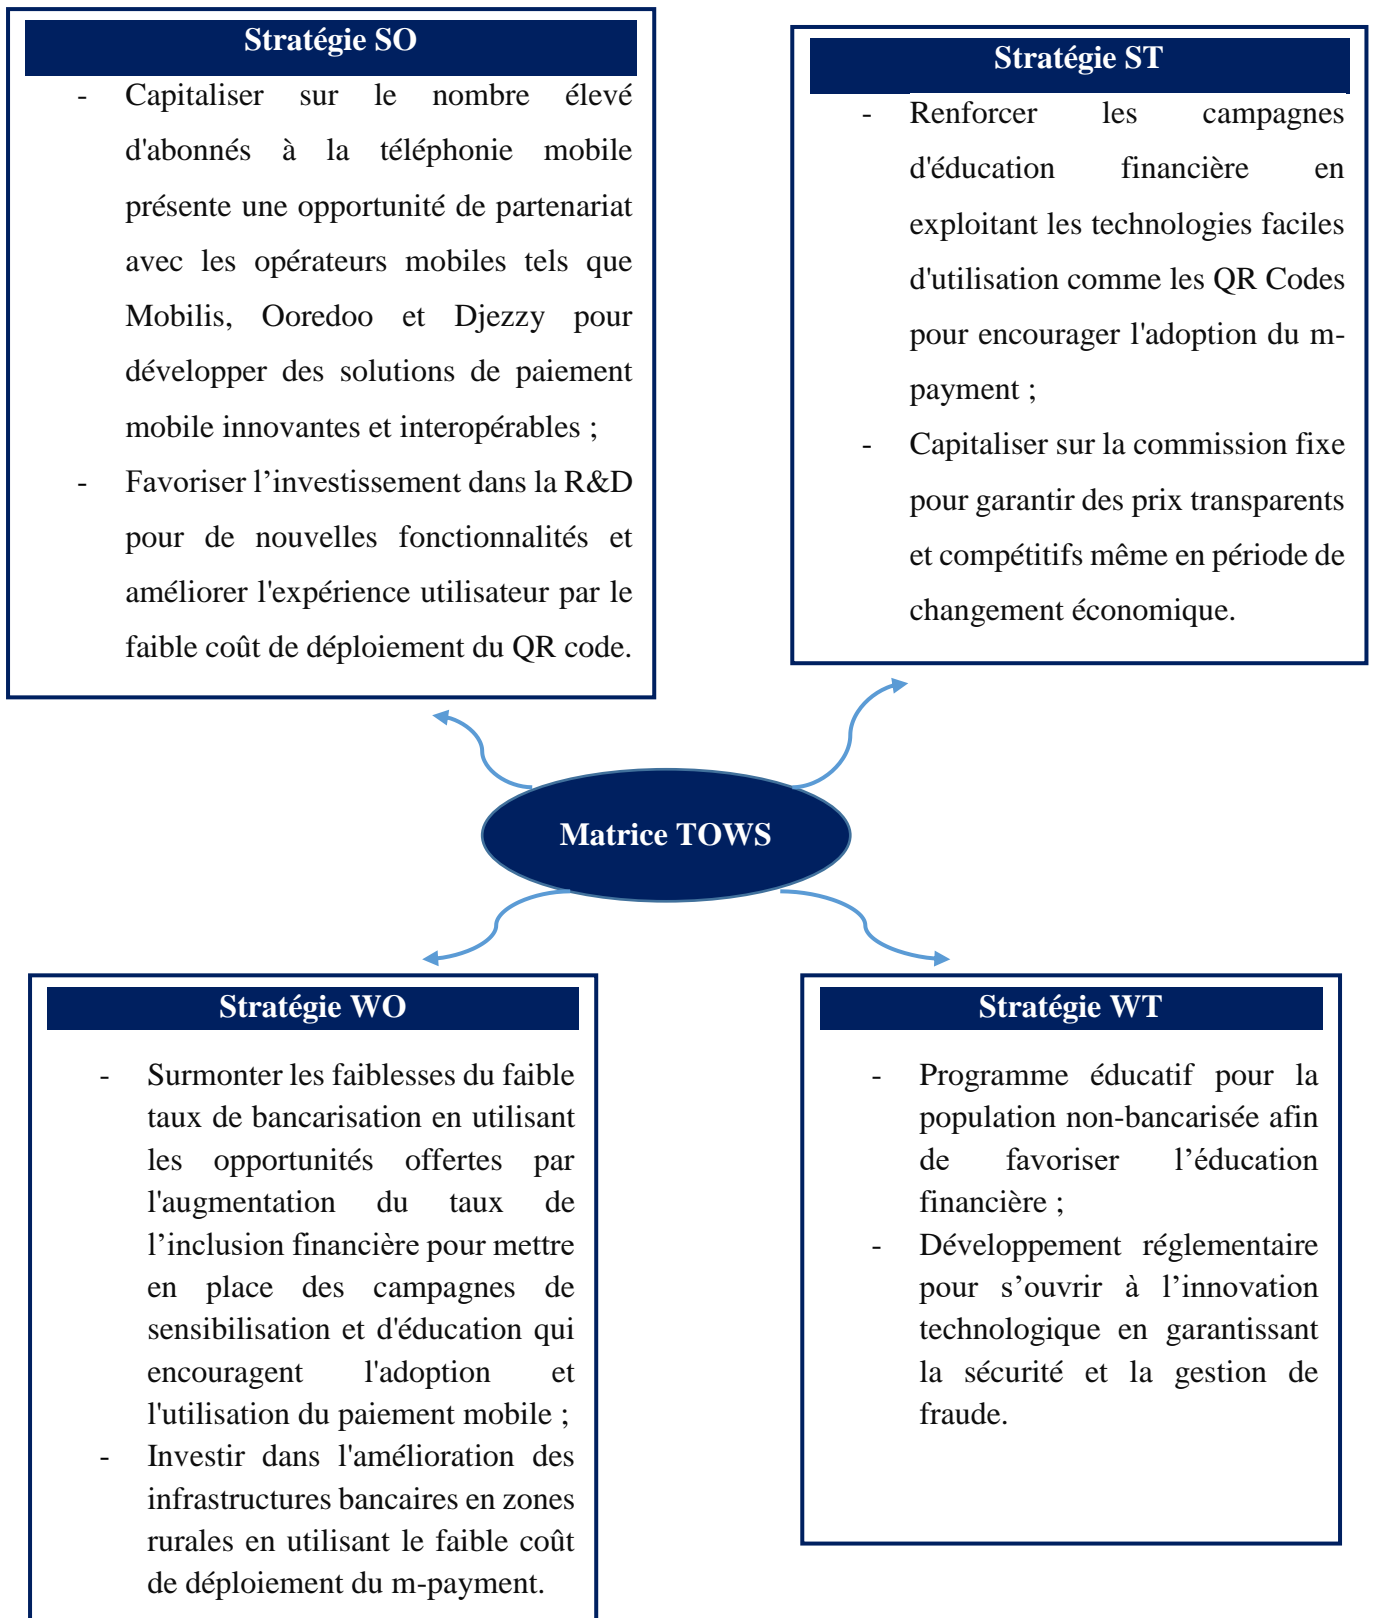 Stratégie SO
- Capitaliser sur le nombre élevé
d'abonnés à la téléphonie mobile
présente une opportunité de partenariat
avec les opérateurs mobiles tels que
Mobilis, Ooredoo et Djezzy pour
développer des solutions de paiement
mobile innovantes et interopérables ;
- Favoriser l’investissement dans la R&D
pour de nouvelles fonctionnalités et
améliorer l'expérience utilisateur par le
faible coût de déploiement du QR code.
Stratégie ST
- Renforcer les campagnes
d'éducation financière en
exploitant les technologies faciles
d'utilisation comme les QR Codes
pour encourager l'adoption du m-
payment ;
- Capitaliser sur la commission fixe
pour garantir des prix transparents
et compétitifs même en période de
changement économique.
Matrice TOWS
Stratégie WO
- Surmonter les faiblesses du faible
taux de bancarisation en utilisant
les opportunités offertes par
l'augmentation du taux de
l’inclusion financière pour mettre
en place des campagnes de
sensibilisation et d'éducation qui
encouragent l'adoption et
l'utilisation du paiement mobile ;
- Investir dans l'amélioration des
infrastructures bancaires en zones
rurales en utilisant le faible coût
de déploiement du m-payment.
Stratégie WT
- Programme éducatif pour la
population non-bancarisée afin
de favoriser l’éducation
financière ;
- Développement réglementaire
pour s’ouvrir à l’innovation
technologique en garantissant
la sécurité et la gestion de
fraude.